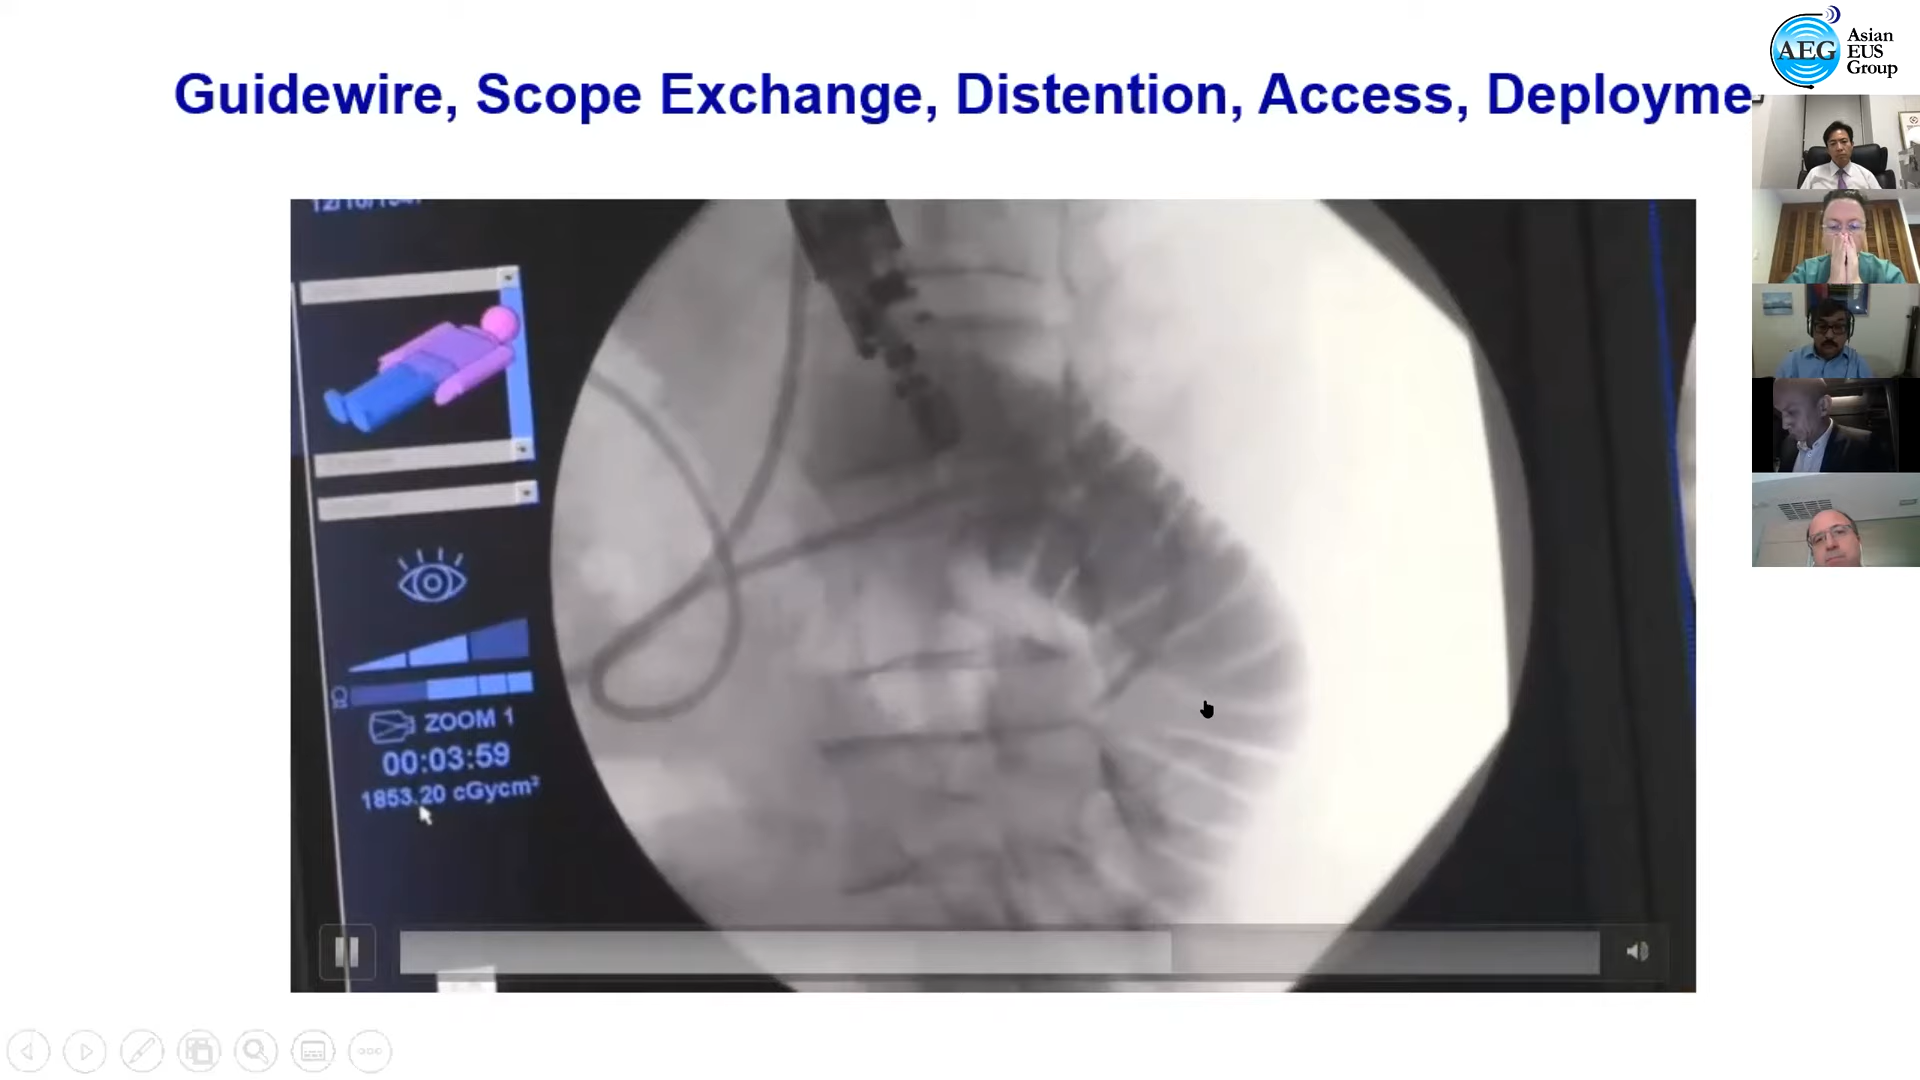 Guidewire, Scope Exchange, Distention, Access, Deployme
AEG
Asian
EUS
Group
ZOOM 1
00:03:59
1853.20 cGycm²